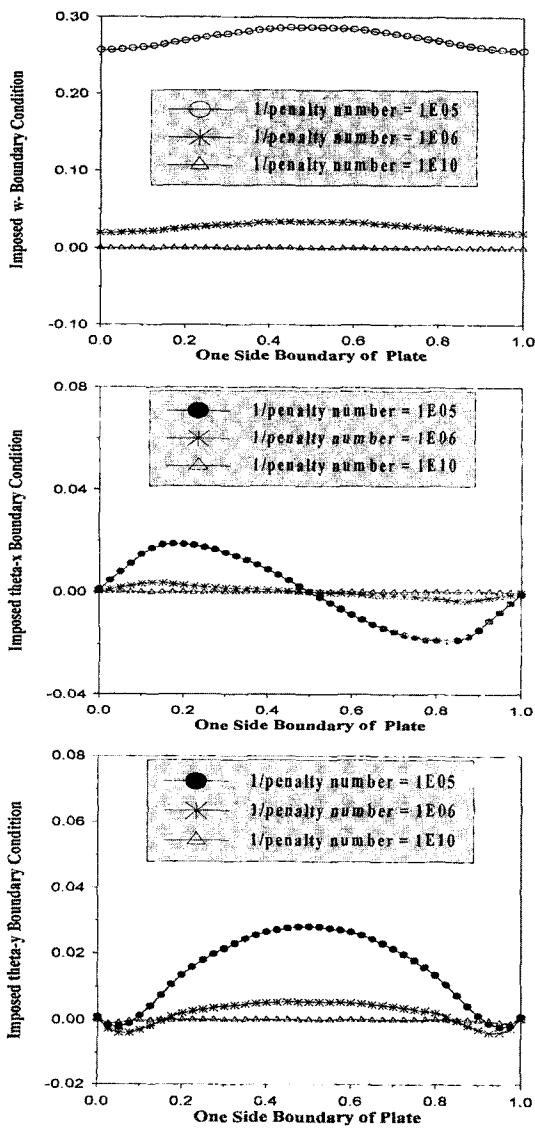 0.30
0.20
0.10
0.00
-0.10
Imposed w- Boundary Condition
1/penalty number = 1E05
1/penalty number = 1E06
1/penalty number = 1E10
0.0 0.2 0.4 0.6 0.8 1.0
One Side Boundary of Plate
0.08
0.04
0.00
-0.04
Imposed theta-x Boundary Condition
1/penalty number = 1E05
1/penalty number = 1E06
1/penalty number = 1E10
0.0 0.2 0.4 0.6 0.8 1.0
One Side Boundary of Plate
0.08
0.06
0.04
0.02
0.00
-0.02
Imposed theta-y Boundary Condition
1/penalty number = 1E05
1/penalty number = 1E06
1/penalty number = 1E10
0.0 0.2 0.4 0.6 0.8 1.0
One Side Boundary of Plate